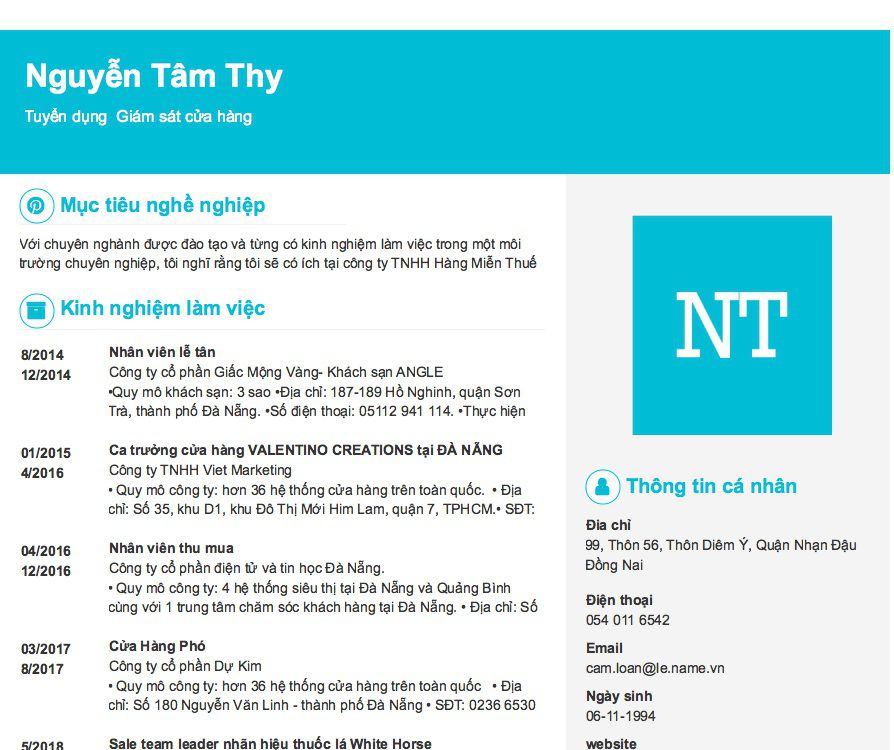 Nguyễn Tâm Thy
Tuyển dụng Giám sát cửa hàng
Mục tiêu nghề nghiệp
Với chuyên nghành được đào tạo và từng có kinh nghiệm làm việc trong một môi
trường chuyên nghiệp, tôi nghĩ rằng tôi sẽ có ích tại công ty TNHH Hàng Miễn Thuế
Kinh nghiệm làm việc
8/2014
12/2014
Nhân viên lễ tân
Công ty cổ phần Giấc Mộng Vàng- Khách sạn ANGLE
•Quy mô khách sạn: 3 sao •Địa chỉ: 187-189 Hồ Nghinh, quận Sơn
Trà, thành phố Đà Nẵng. •Số điện thoại: 05112 941 114. •Thực hiện
01/2015
4/2016
Ca trưởng cửa hàng VALENTINO CREATIONS tại ĐÀ NẴNG
Công ty TNHH Viet Marketing
• Quy mô công ty: hơn 36 hệ thống cửa hàng trên toàn quốc. • Địa
chỉ: Số 35, khu D1, khu Đô Thị Mới Him Lam, quận 7, TPHCM.• SĐT:
04/2016
12/2016
Nhân viên thu mua
Công ty cổ phần điện tử và tin học Đà Nẵng.
• Quy mô công ty: 4 hệ thống siêu thị tại Đà Nẵng và Quảng Bình
cùng với 1 trung tâm chăm sóc khách hàng tại Đà Nẵng. • Địa chỉ: Số
03/2017
8/2017
Cửa Hàng Phó
Công ty cổ phần Dự Kim
• Quy mô công ty: hơn 36 hệ thống cửa hàng trên toàn quốc • Địa
chỉ: Số 180 Nguyễn Văn Linh - thành phố Đà Nẵng • SĐT: 0236 6530
5/2018
Sale team leader nhãn hiệu thuốc lá White Horse
NT
Thông tin cá nhân
Địa chỉ
99, Thôn 56, Thôn Diêm Ý, Quận Nhạn Đậu
Đồng Nai
Điện thoại
054 011 6542
Email
cam.loan@le.name.vn
Ngày sinh
06-11-1994
website